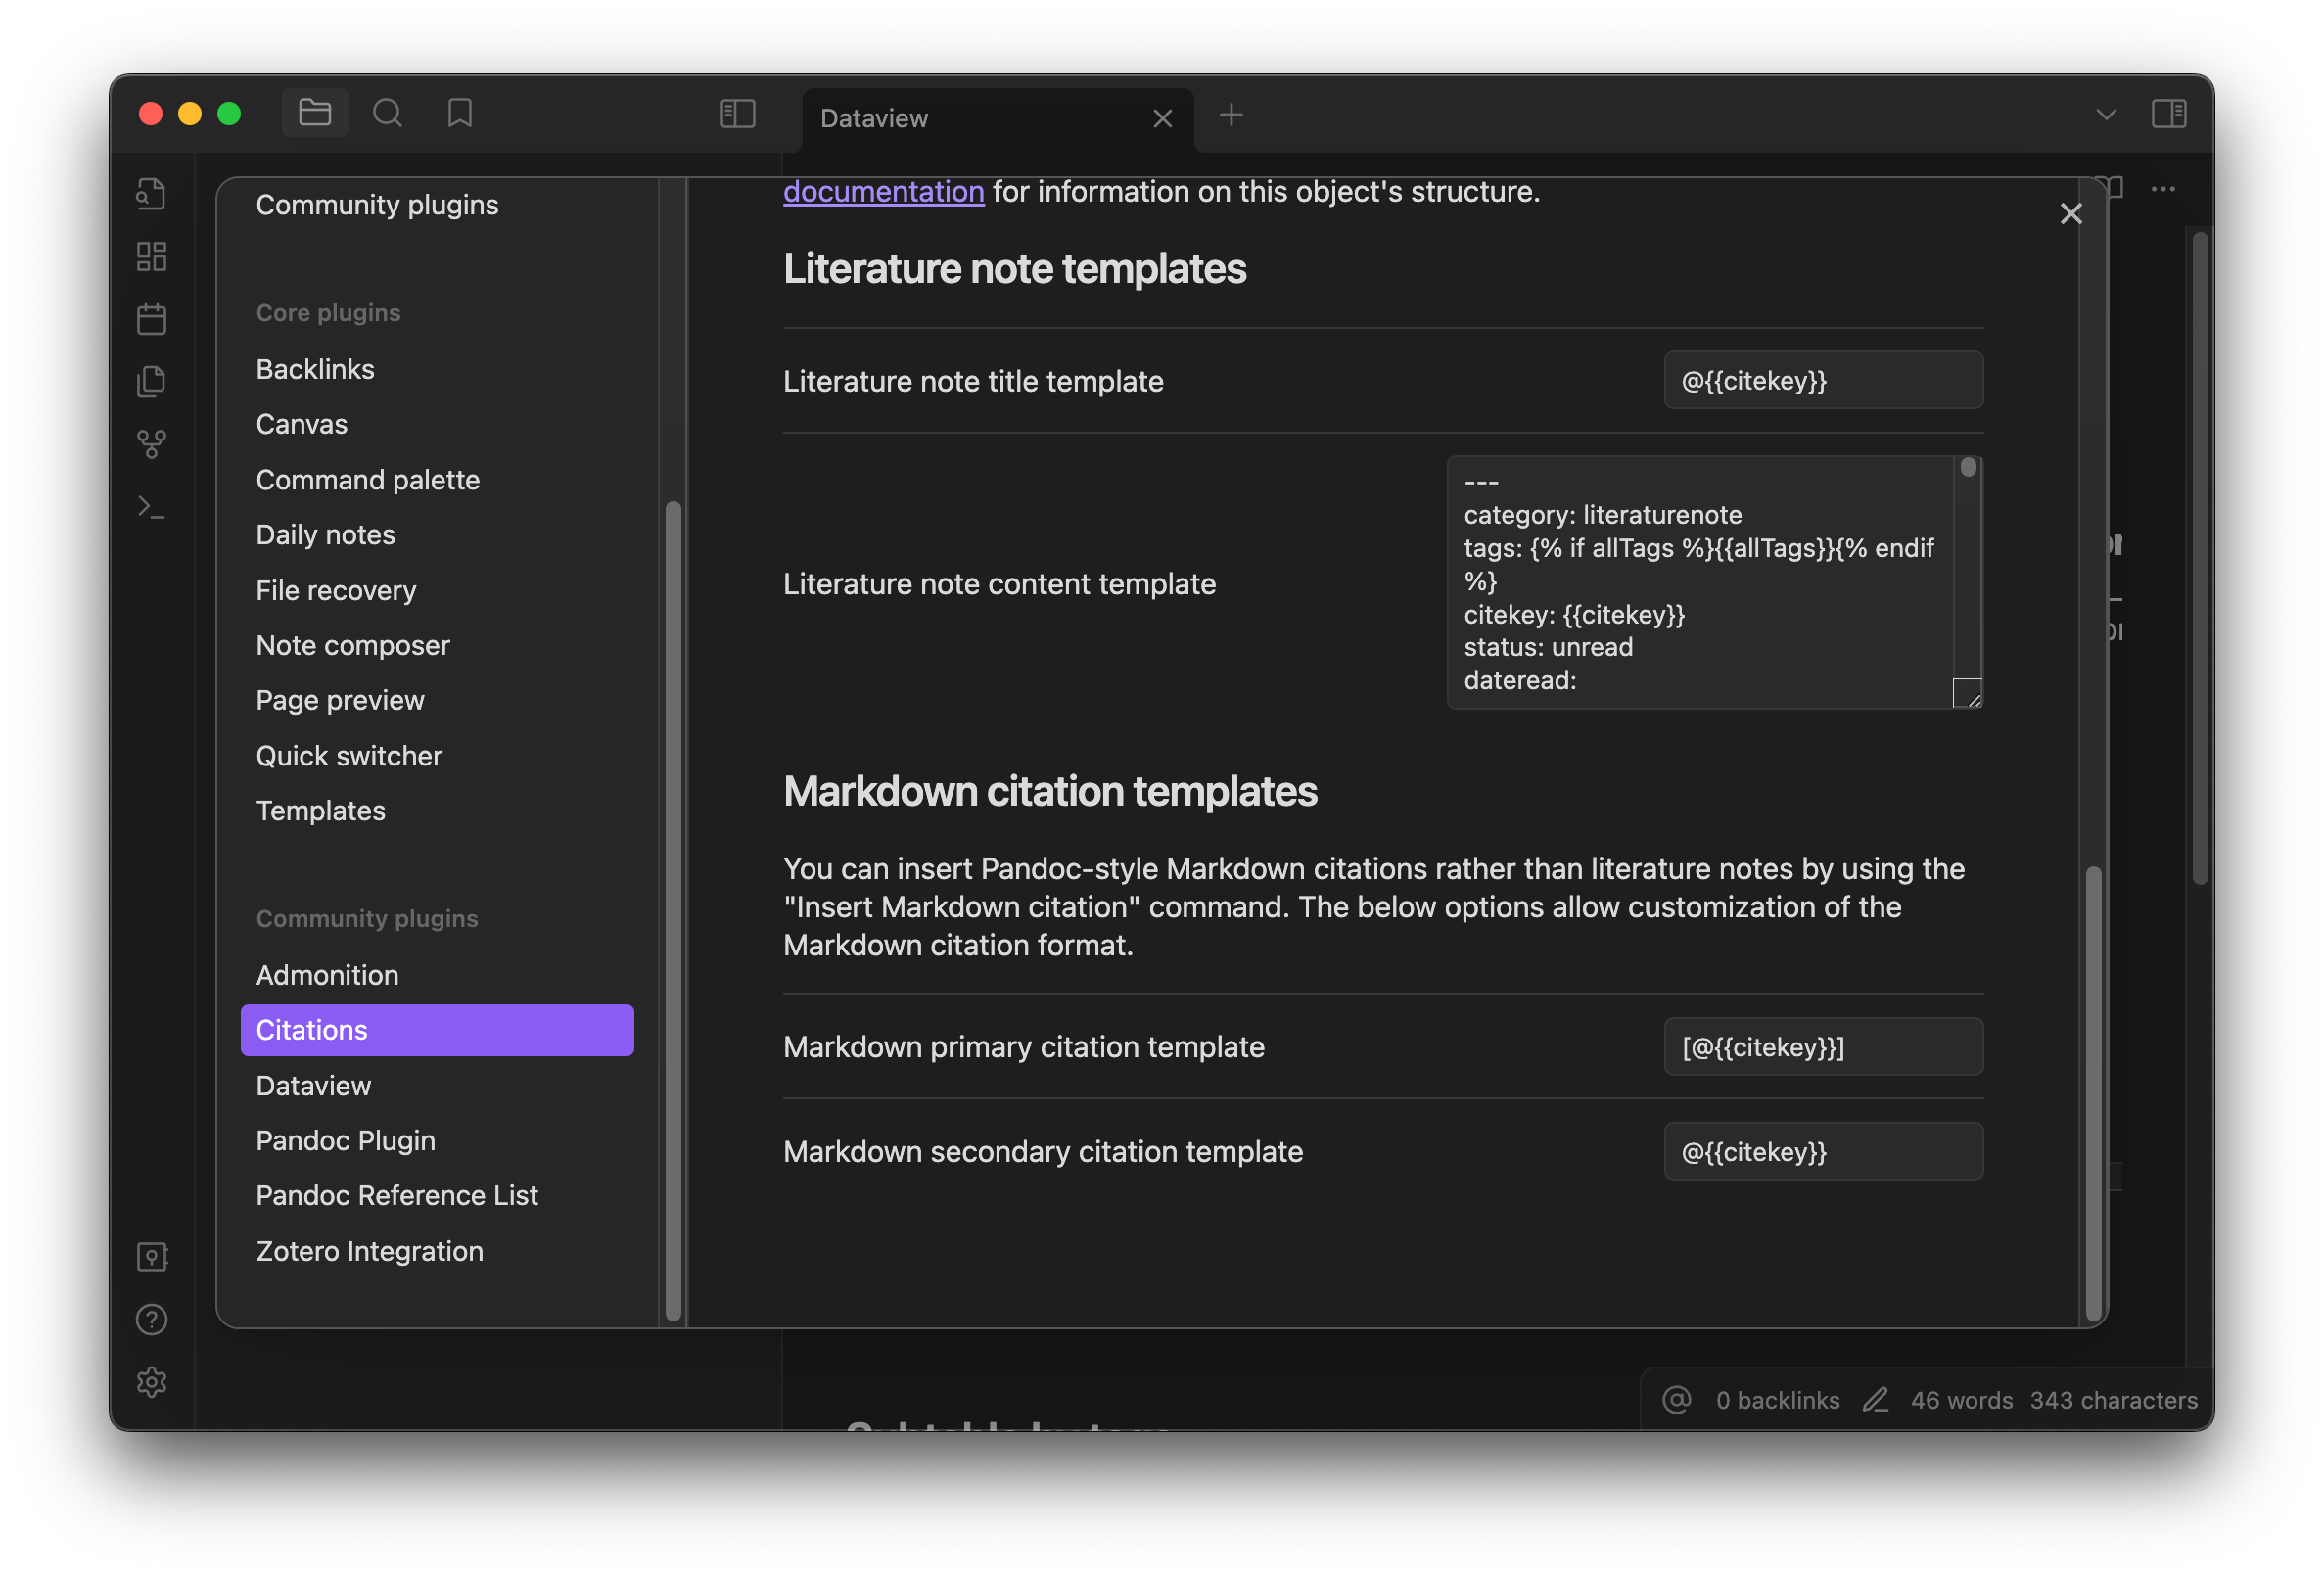 Dataview
Community plugins
Core plugins
Backlinks
Canvas
Command palette
Daily notes
File recovery
Note composer
Page preview
Quick switcher
Templates
Community plugins
Admonition
Citations
Dataview
Pandoc Plugin
Pandoc Reference List
Zotero Integration
documentation for information on this object's structure.
Literature note templates
Literature note title template
@{{citekey}}
Literature note content template
---
category: literaturenote
tags: {% if allTags %}{{allTags}}{% endif
%}
citekey: {{citekey}}
status: unread
dateread:
Markdown citation templates
You can insert Pandoc-style Markdown citations rather than literature notes by using the
"Insert Markdown citation" command. The below options allow customization of the
Markdown citation format.
Markdown primary citation template
[@{{citekey}}]
Markdown secondary citation template
@{{citekey}}
0 backlinks 46 words 343 characters